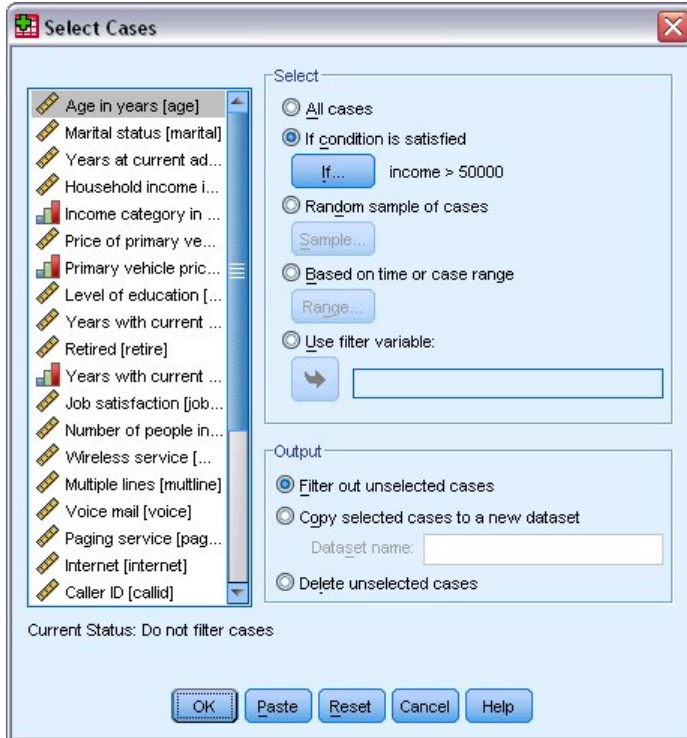 Select Cases
Age in years [age]
Marital status [marital]
Years at current ad...
Household income i...
Income category in ...
Price of primary ve...
Primary vehicle pric...
Level of education [...
Years with current ...
Retired [retire]
Years with current ...
Job satisfaction [job...
Number of people in...
Wireless service [...
Multiple lines [multline]
Voice mail [voice]
Paging service [pag...
Internet [internet]
Caller ID [callid]
Current Status: Do not filter cases
Select
All cases
If condition is satisfied
If... income > 50000
Random sample of cases
Sample...
Based on time or case range
Range...
Use filter variable:
Output
Filter out unselected cases
Copy selected cases to a new dataset
Dataset name:
Delete unselected cases
OK Paste Reset Cancel Help